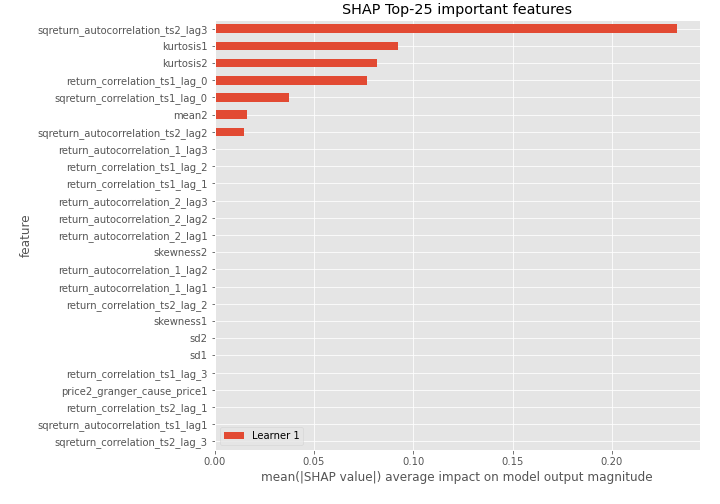 SHAP Top-25 important features
sqreturn_autocorrelation_ts2_lag3
kurtosis1
kurtosis2
return_correlation_ts1_lag_0
sqreturn_correlation_ts1_lag_0
mean2
sqreturn_autocorrelation_ts2_lag2
return_autocorrelation_1_lag3
return_correlation_ts1_lag_2
return_correlation_ts1_lag_1
return_autocorrelation_2_lag3
return_autocorrelation_2_lag2
return_autocorrelation_2_lag1
skewness2
return_autocorrelation_1_lag2
return_autocorrelation_1_lag1
return_correlation_ts2_lag_2
skewness1
sd2
sd1
return_correlation_ts1_lag_3
price2_granger_cause_price1
return_correlation_ts2_lag_1
sqreturn_autocorrelation_ts1_lag1
sqreturn_correlation_ts2_lag_3
feature
Learner 1
0.00 0.05 0.10 0.15 0.20
mean(|SHAP value|) average impact on model output magnitude